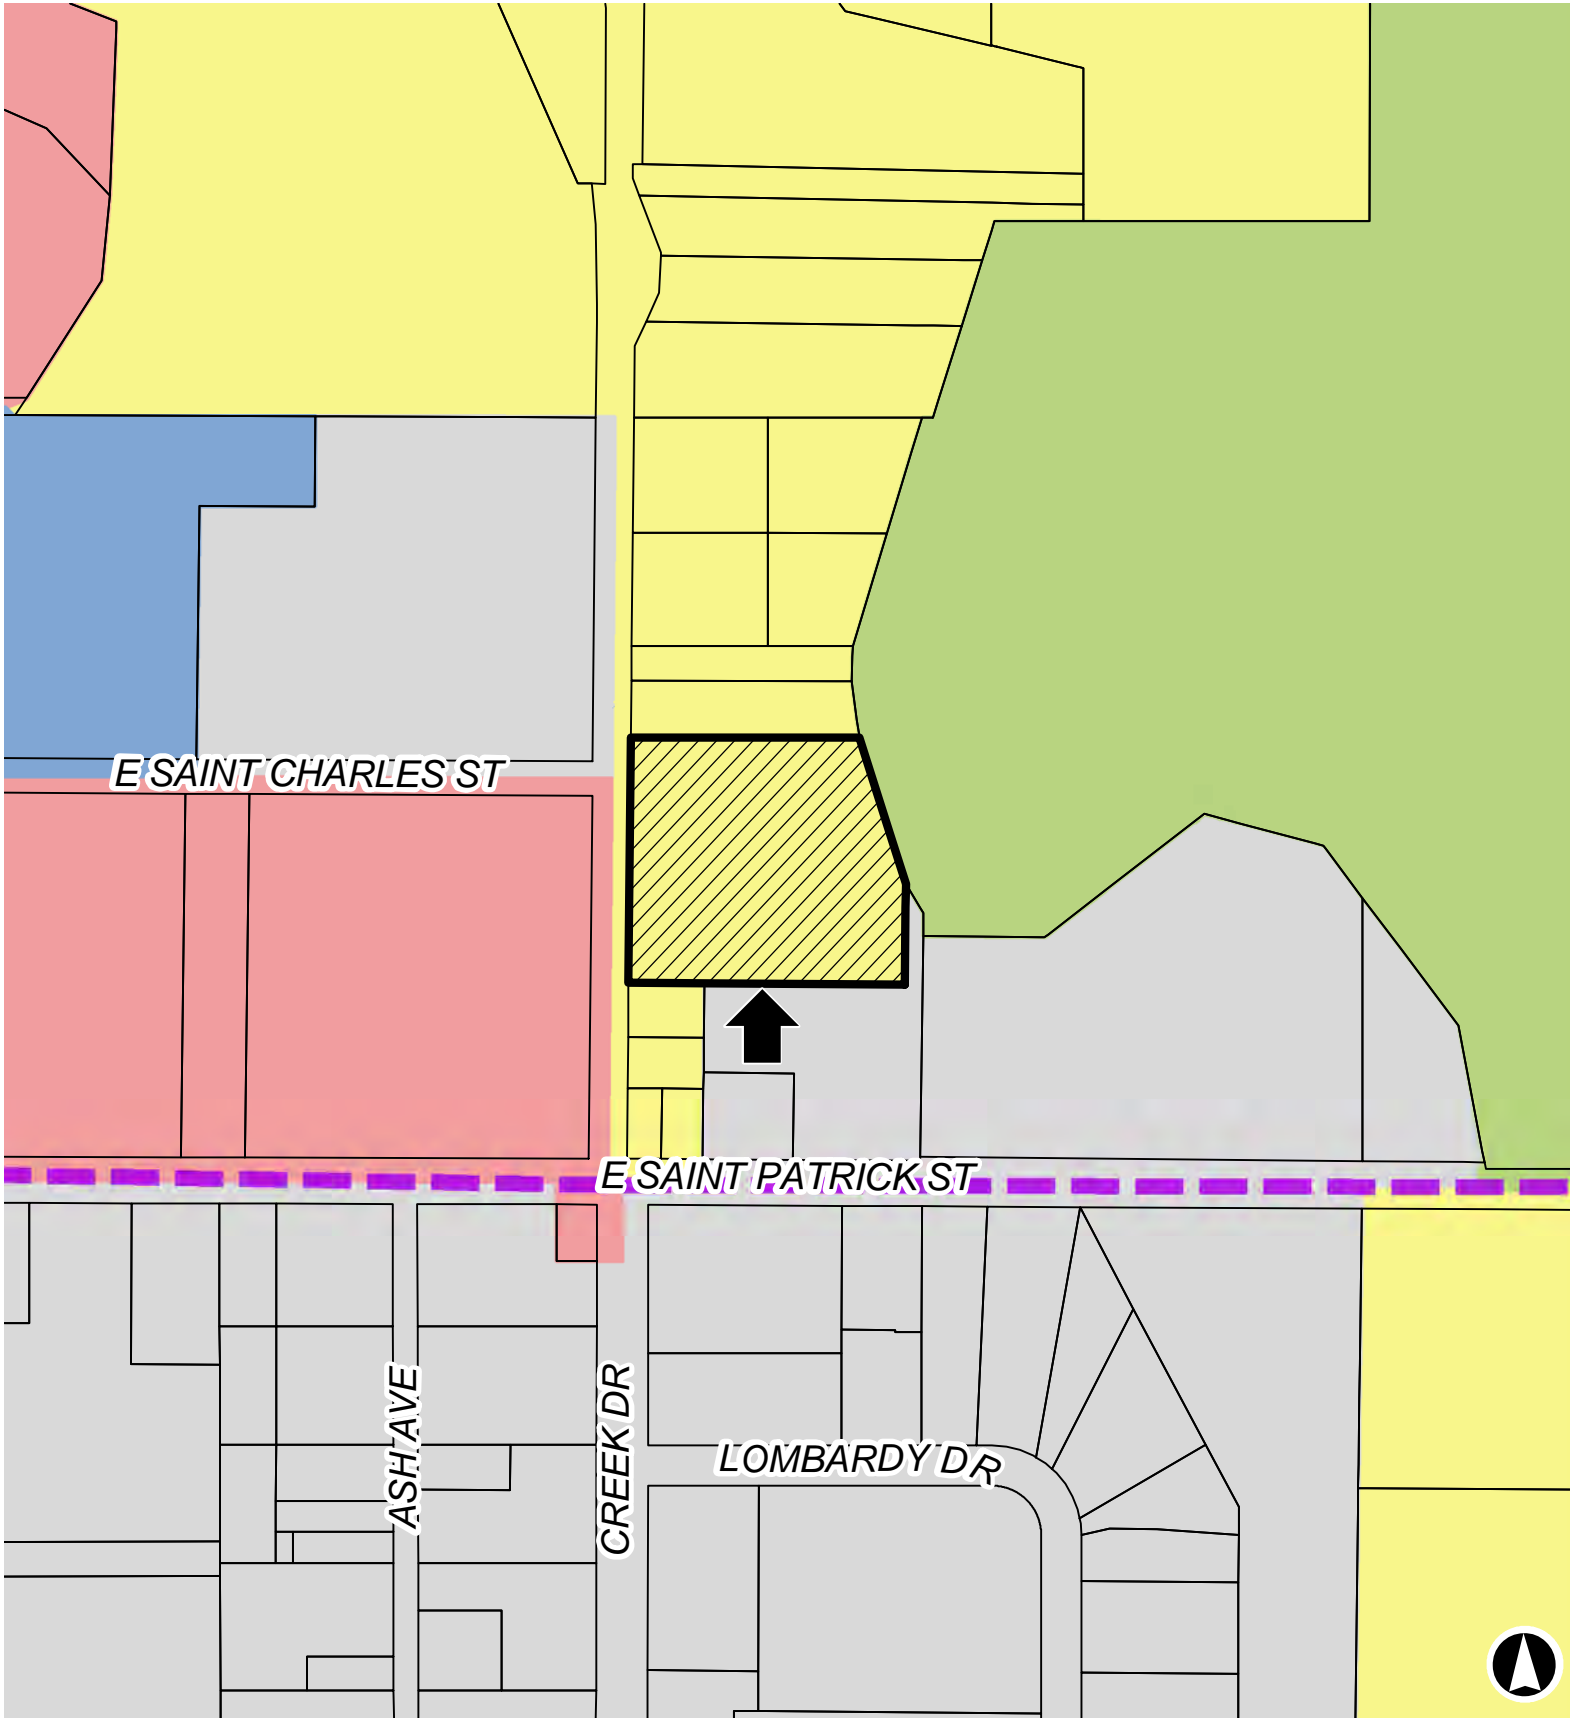 E SAINT CHARLES ST
E SAINT PATRICK ST
ASH AVE
CREEK DR
LOMBARDY DR